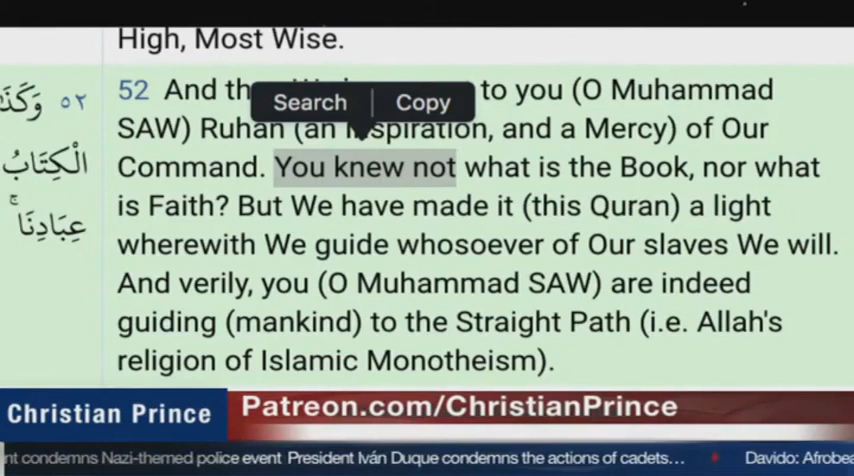 High, Most Wise.
52 And th
to you (O Muhammad
Search
Copy
SAW) Ruhan (an inspiration, and a Mercy) of Our
Command. You knew not what is the Book, nor what
is Faith? But We have made it (this Quran) a light
wherewith We guide whosoever of Our slaves We will.
And verily, you (O Muhammad SAW) are indeed
guiding (mankind) to the Straight Path (i.e. Allah's
religion of Islamic Monotheism).
٥٢
الْكِتَابُ
عِبَادِنَا ۚ
Christian Prince
Patreon.com/ChristianPrince
nt condemns Nazi-themed police event President Iván Duque condemns the actions of cadets...
Davido: Afrobea